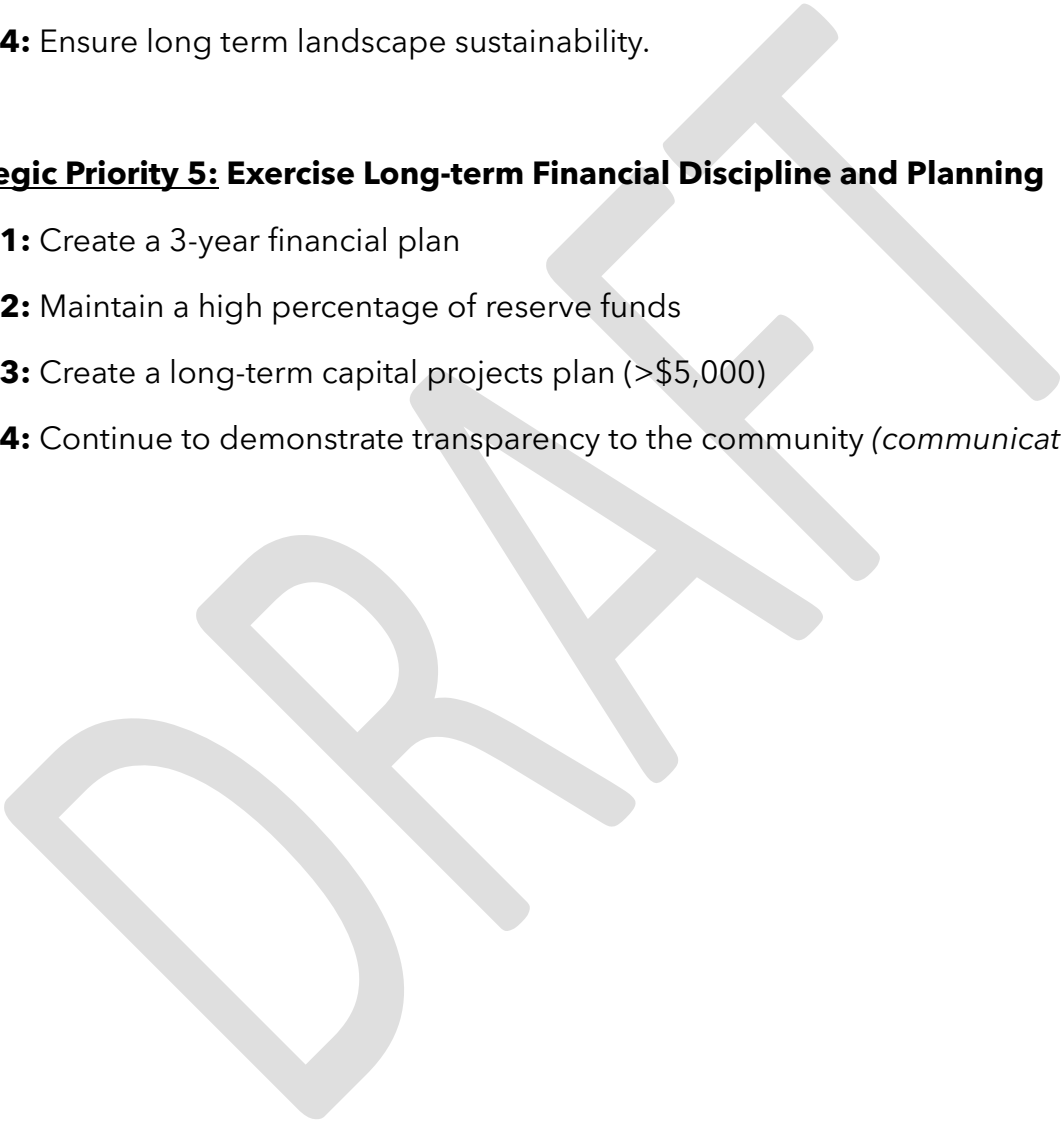 4: Ensure long term landscape sustainability.
egic Priority 5: Exercise Long-term Financial Discipline and Planning
1: Create a 3-year financial plan
2: Maintain a high percentage of reserve funds
3: Create a long-term capital projects plan (>$5,000)
4: Continue to demonstrate transparency to the community (communicat
DRAFT